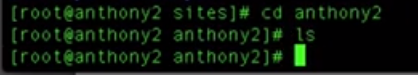 [root@anthony2 sites]# cd anthony2
[root@anthony2 anthony2]# ls
[root@anthony2 anthony2]#